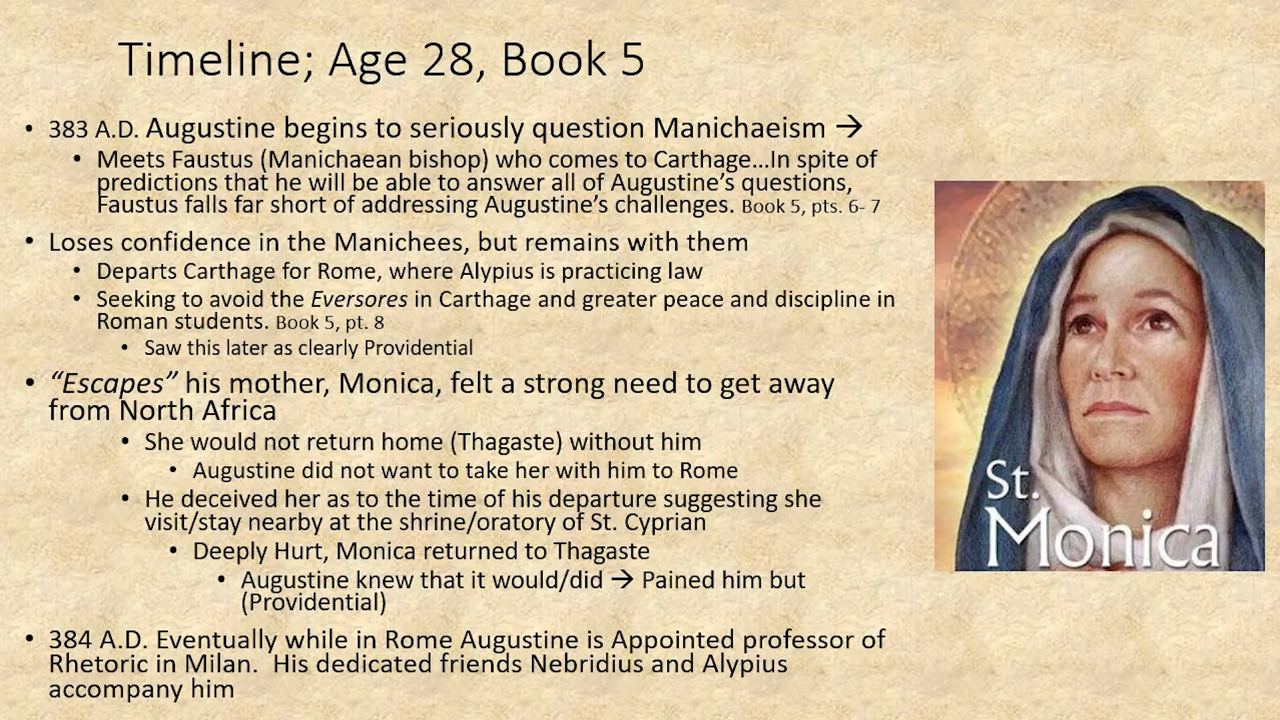 Timeline; Age 28, Book 5
• 383 A.D. Augustine begins to seriously question Manichaeism →
• Meets Faustus (Manichaean bishop) who comes to Carthage...In spite of
predictions that he will be able to answer all of Augustine's questions,
Faustus falls far short of addressing Augustine's challenges. Book 5, pts. 6- 7
• Loses confidence in the Manichees, but remains with them
• Departs Carthage for Rome, where Alypius is practicing law
• Seeking to avoid the Eversores in Carthage and greater peace and discipline in
Roman students. Book 5, pt. 8
• Saw this later as clearly Providential
• “Escapes” his mother, Monica, felt a strong need to get away
from North Africa
• She would not return home (Thagaste) without him
• Augustine did not want to take her with him to Rome
• He deceived her as to the time of his departure suggesting she
visit/stay nearby at the shrine/oratory of St. Cyprian
• Deeply Hurt, Monica returned to Thagaste
• Augustine knew that it would/did → Pained him but
(Providential)
• 384 A.D. Eventually while in Rome Augustine is Appointed professor of
Rhetoric in Milan.  His dedicated friends Nebridius and Alypius
accompany him
St.
Monica